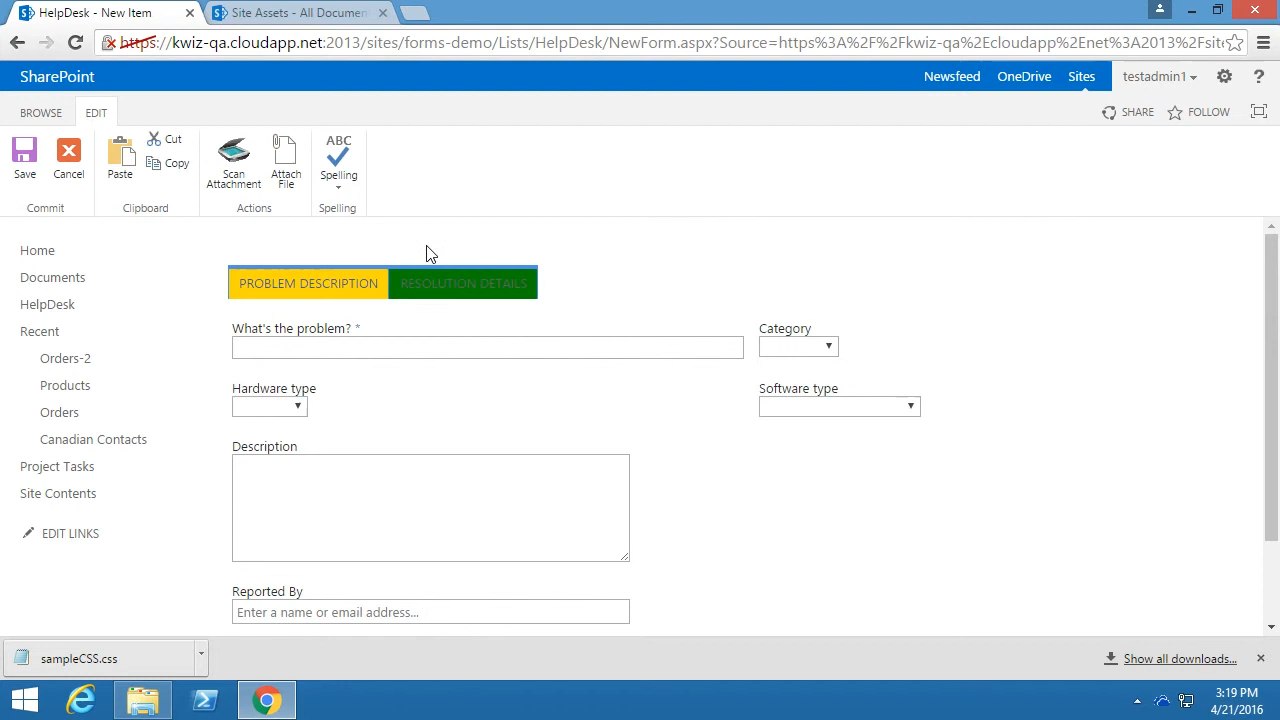 HelpDesk - New Item
Site Assets - All Documen
https://kwiz-qa.cloudapp.net:2013/sites/forms-demo/Lists/HelpDesk/NewForm.aspx?Source=https%3A%2F%2Fkwiz-qa%2Ecloudapp%2Enet%3A2013%2Fsite
SharePoint
Newsfeed OneDrive Sites testadmin1 ?
BROWSE EDIT SHARE FOLLOW
Save Cancel Paste Cut Copy Scan Attachment Attach File ABC Spelling
Commit Clipboard Actions Spelling
Home
Documents
HelpDesk
Recent
Orders-2
Products
Orders
Canadian Contacts
Project Tasks
Site Contents
EDIT LINKS
PROBLEM DESCRIPTION RESOLUTION DETAILS
What's the problem? * Category
Hardware type Software type
Description
Reported By
Enter a name or email address...
sampleCSS.css Show all downloads...
3:19 PM
4/21/2016